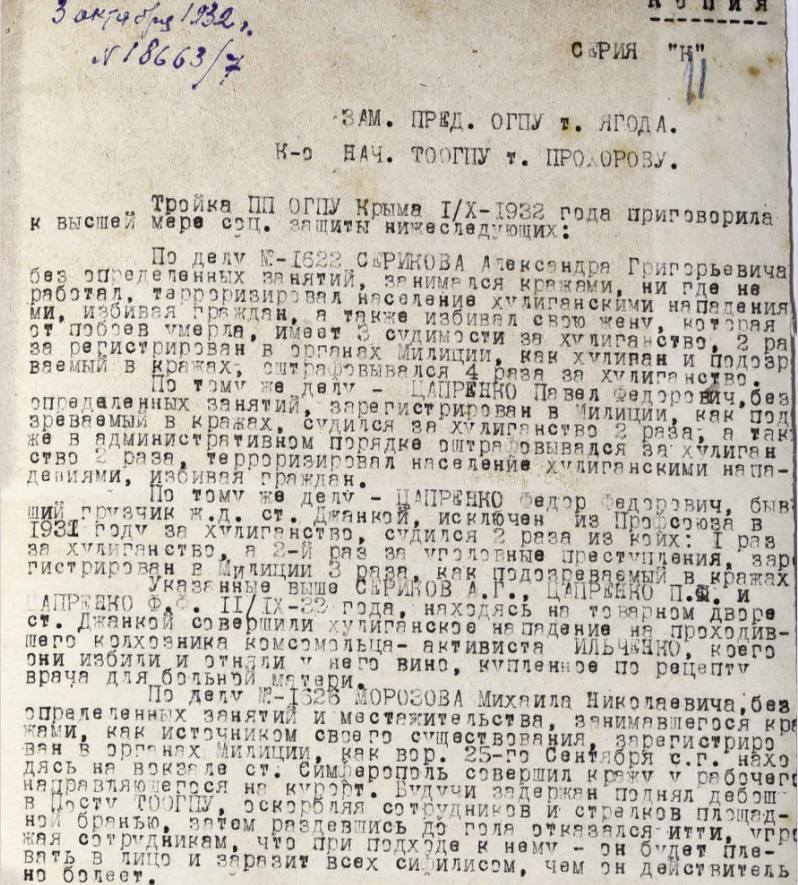 КОПИЯ
3 октября 1932 г.
№ 18663/7
СЕРИЯ "К"
11
ЗАМ. ПРЕД. ОГПУ т. ЯГОДА.
К-о НАЧ. ТООГПУ т. ПРОХОРОВУ.
Тройка ПП ОГПУ Крыма I/X-1932 года приговорила
к высшей мере соц. защиты нижеследующих:
По делу №-1622 СЕРИКОВА Александра Григорьевича
без определенных занятий, занимался кражами, ни где не
работал, терроризировал население хулиганскими нападения
ми, избивая граждан, а также избивал свою жену, которая
от побоев умерла, имеет 3 судимости за хулиганство, 2 ра
за регистрирован в органах Милиции, как хулиган и подозр
ваемый в кражах, оштрафовывался 4 раза за хулиганство.
По тому же делу - ЦАПРЕНКО Павел Федорович, без
определенных занятий, зарегистрирован в Милиции, как под
зреваемый в кражах, судился за хулиганство 2 раза, а так
же в административном порядке оштрафовывался за хулиган
ство 2 раза, терроризировал население хулиганскими напа-
дениями, избивая граждан.
По тому же делу - ЦАПРЕНКО Федор Федорович, быв
ший грузчик ж.д. ст. Джанкой, исключен из Профсоюза в
1931 году за хулиганство, судился 2 раза из коих: I раз
за хулиганство, а 2-й раз за уголовные преступления, заре
гистрирован в Милиции 3 раза, как подозреваемый в кражах
Указанные выше СЕРИКОВ А.Г., ЦАПРЕНКО П.Ф. и
ЦАПРЕНКО Ф.Ф. II/IX-32 года, находясь на товарном дворе
ст. Джанкой совершили хулиганское нападение на проходив-
шего колхозника комсомольца- активиста ИЛЬЧЕНКО, коего
они избили и отняли у него вино, купленное по рецепту
врача для больной матери.
По делу №-1626 МОРОЗОВА Михаила Николаевича, без
определенных занятий и местажительства, занимавшегося кра
жами, как источником своего существования, зарегистриро
ван в органах Милиции, как вор. 25-го Сентября с.г. нахо
дясь на вокзале ст. Симферополь совершил кражу у рабочего
направляющегося на курорт. Будучи задержан поднял дебош
в Посту ТООГПУ, оскорбляя сотрудников и стрелков площад-
ной бранью, затем раздевшись до гола отказался итти, угро
жая сотрудникам, что при подходе к нему - он будет пле-
вать в лицо и заразит всех сифилисом, чем он действитель
но болеет.